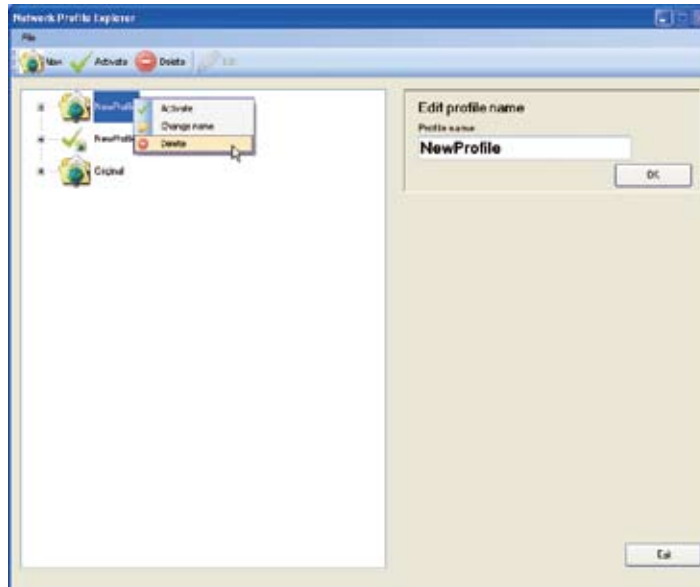 Network Profile Explorer
File
New Activate Delete Edit
NewProfile
Activate
Change name
Delete
NewProfile
Original
Edit profile name
Profile name
NewProfile
OK
Exit